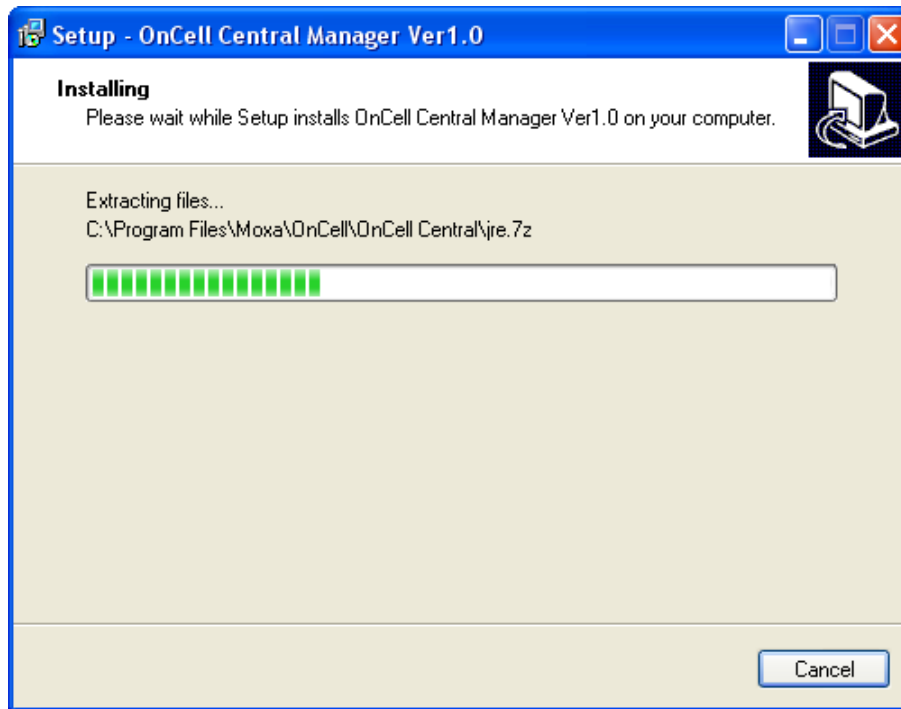 Setup - OnCell Central Manager Ver1.0
Installing
Please wait while Setup installs OnCell Central Manager Ver1.0 on your computer.
Extracting files...
C:\Program Files\Moxa\OnCell\OnCell Central\jre.7z
Cancel